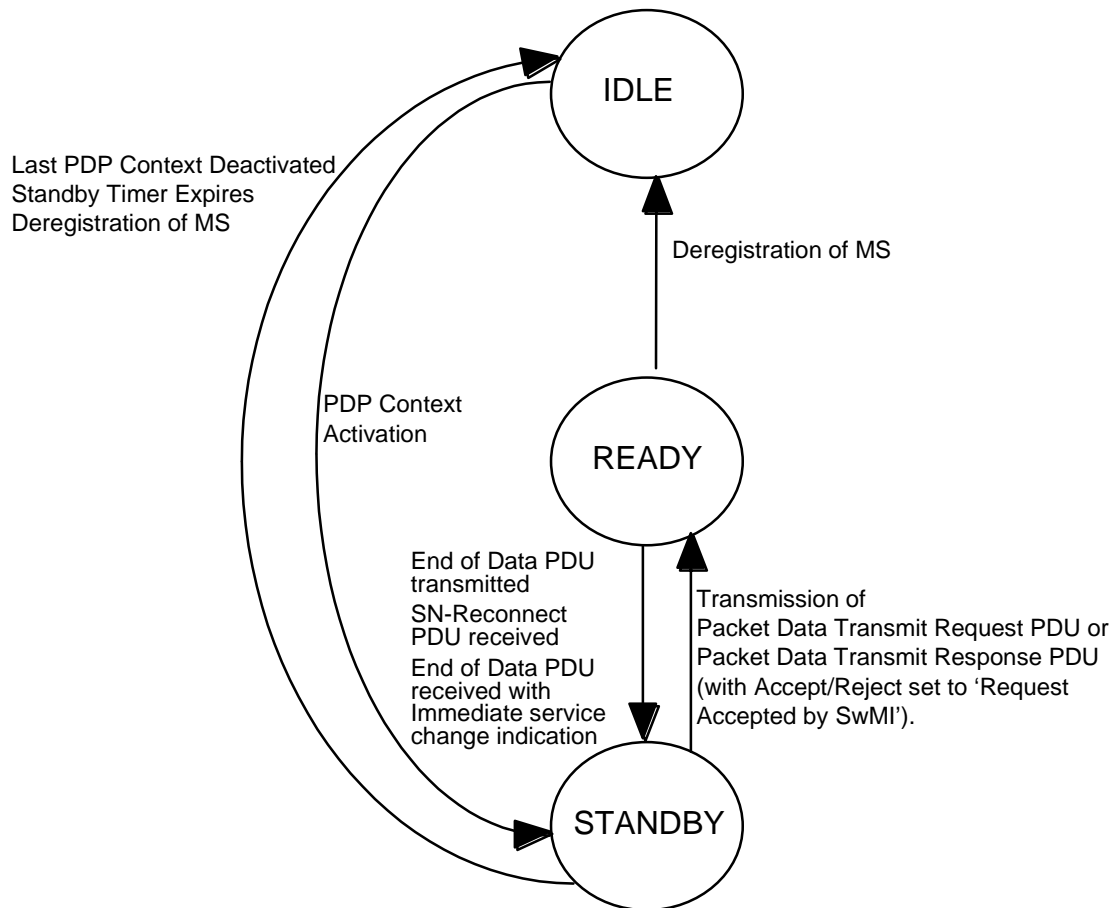 IDLE
Last PDP Context Deactivated
Standby Timer Expires
Deregistration of MS
Deregistration of MS
PDP Context
Activation
READY
End of Data PDU
transmitted
SN-Reconnect
PDU received
End of Data PDU
received with
Immediate service
change indication
Transmission of
Packet Data Transmit Request PDU or
Packet Data Transmit Response PDU
(with Accept/Reject set to ‘Request
Accepted by SwMI’).
STANDBY